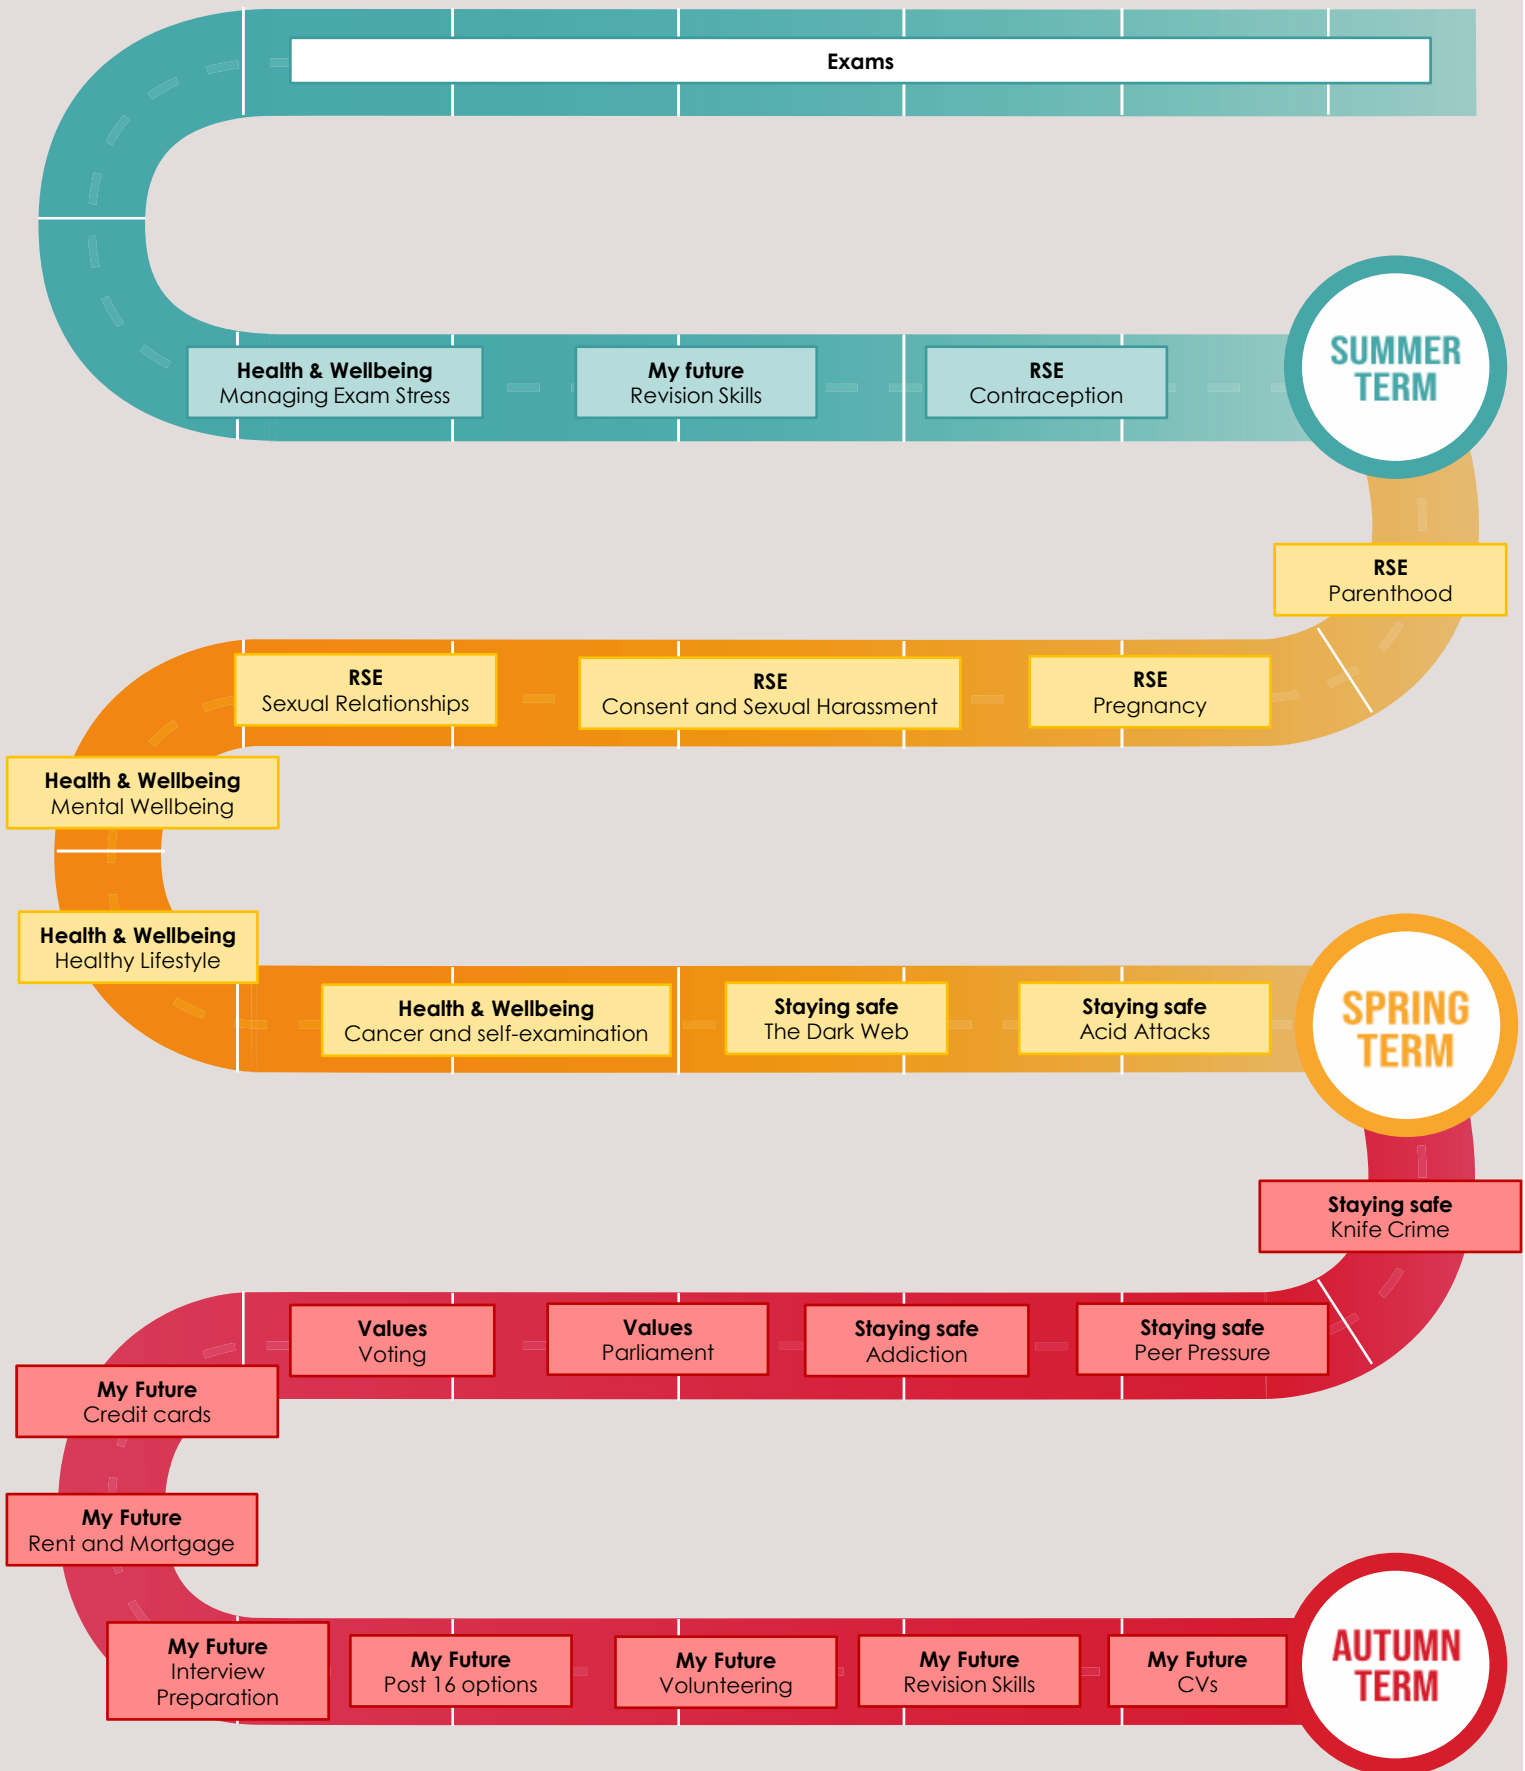 Exams
Health & Wellbeing
Managing Exam Stress
My future
Revision Skills
RSE
Contraception
SUMMER
TERM
RSE
Parenthood
RSE
Sexual Relationships
RSE
Consent and Sexual Harassment
RSE
Pregnancy
Health & Wellbeing
Mental Wellbeing
Health & Wellbeing
Healthy Lifestyle
Health & Wellbeing
Cancer and self-examination
Staying safe
The Dark Web
Staying safe
Acid Attacks
SPRING
TERM
Staying safe
Knife Crime
Values
Voting
Values
Parliament
Staying safe
Addiction
Staying safe
Peer Pressure
My Future
Credit cards
My Future
Rent and Mortgage
My Future
Interview
Preparation
My Future
Post 16 options
My Future
Volunteering
My Future
Revision Skills
My Future
CVs
AUTUMN
TERM